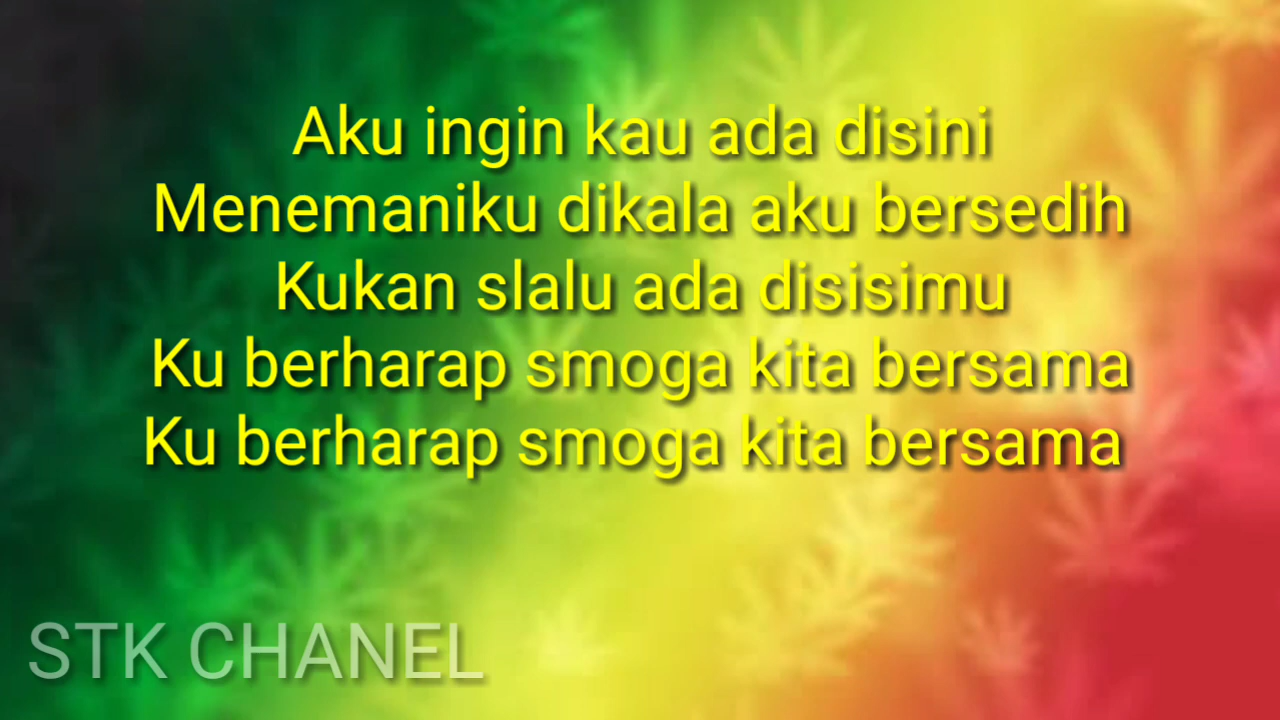 Aku ingin kau ada disini
Menemaniku dikala aku bersedih
Kukan slalu ada disisimu
Ku berharap smoga kita bersama
Ku berharap smoga kita bersama
STK CHANEL